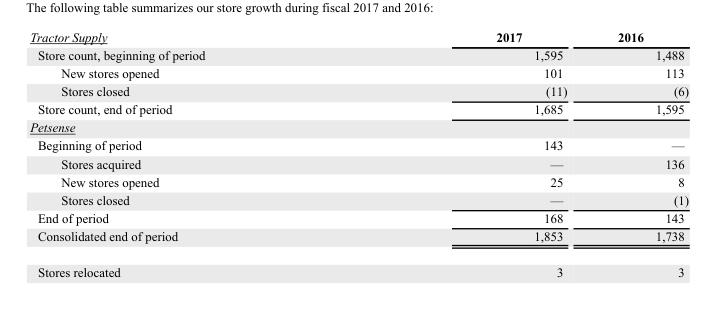 The following table summarizes our store growth during fiscal 2017 and 2016:
Tractor Supply 2017 2016
Store count, beginning of period 1,595 1,488
New stores opened 101 113
Stores closed (11) (6)
Store count, end of period 1,685 1,595
Petsense
Beginning of period 143 —
Stores acquired — 136
New stores opened 25 8
Stores closed — (1)
End of period 168 143
Consolidated end of period 1,853 1,738
Stores relocated 3 3